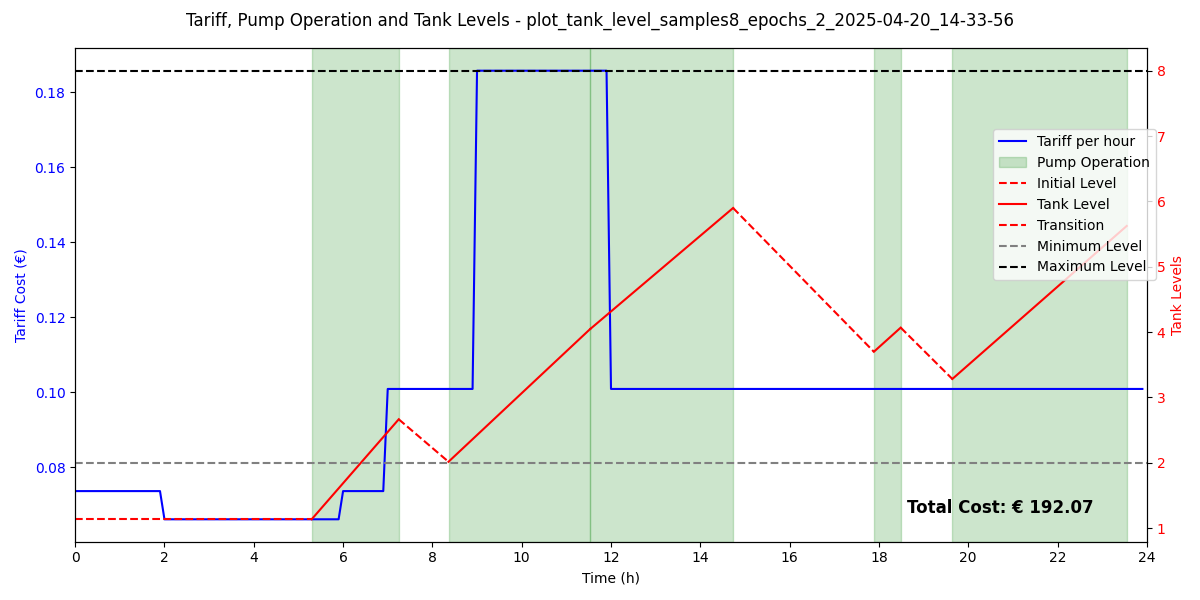 Tariff, Pump Operation and Tank Levels - plot_tank_level_samples8_epochs_2_2025-04-20_14-33-56
Tariff Cost (€)
0.18
0.16
0.14
0.12
0.10
0.08
8
7
6
5
4
3
2
1
Tank Levels
Tariff per hour
Pump Operation
Initial Level
Tank Level
Transition
Minimum Level
Maximum Level
Total Cost: € 192.07
0 2 4 6 8 10 12 14 16 18 20 22 24
Time (h)